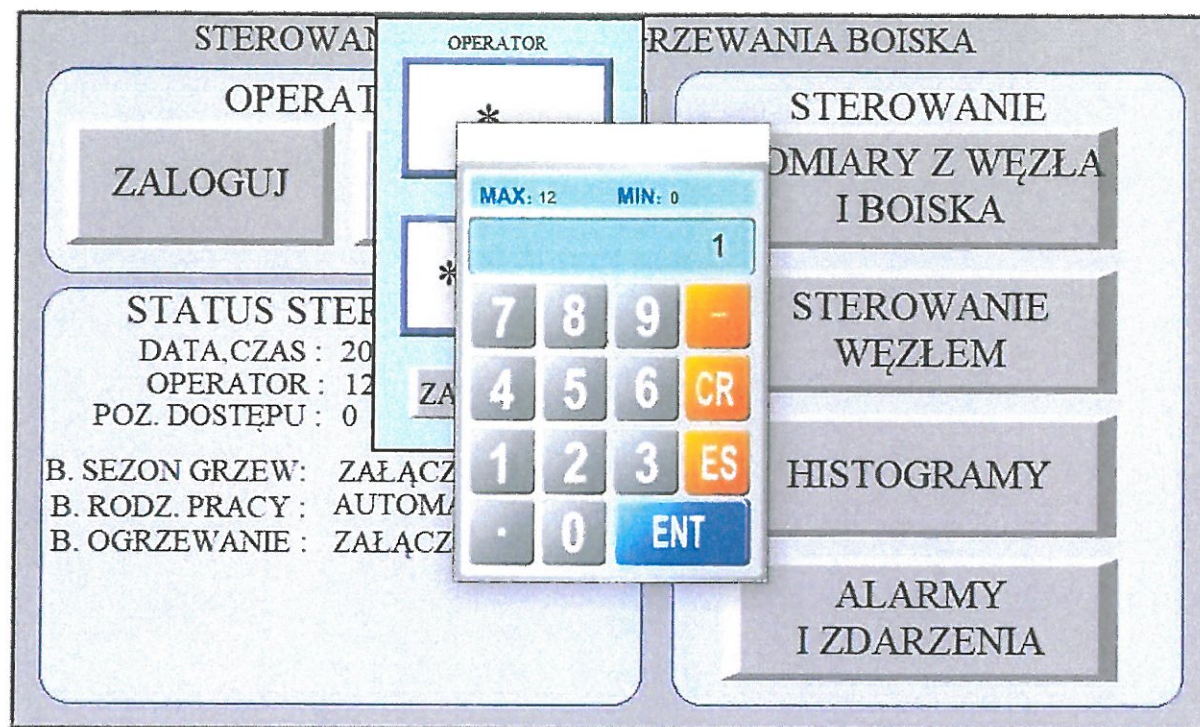 STEROWAN
RZEWANIA BOISKA
OPERAT
ZALOGUJ
STATUS STER
DATA,CZAS : 20
OPERATOR : 12
POZ. DOSTĘPU : 0
B. SEZON GRZEW: ZAŁĄCZ
B. RODZ. PRACY : AUTOMA
B. OGRZEWANIE : ZAŁĄCZ
OPERATOR
*
*
ZA
MAX: 12 MIN: 0
1
7 8 9 -
4 5 6 CR
1 2 3 ES
. 0 ENT
STEROWANIE
OMIARY Z WĘZŁA
I BOISKA
STEROWANIE
WĘZŁEM
HISTOGRAMY
ALARMY
I ZDARZENIA